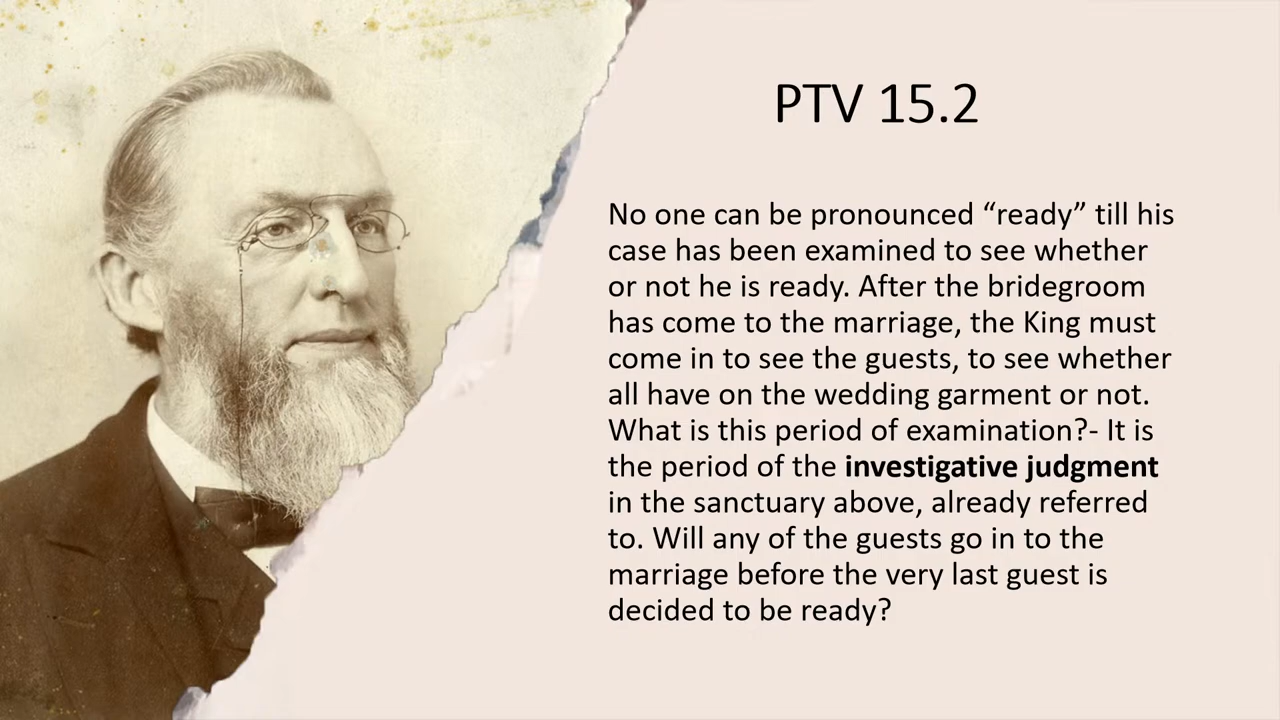 PTV 15.2
No one can be pronounced “ready” till his
case has been examined to see whether
or not he is ready. After the bridegroom
has come to the marriage, the King must
come in to see the guests, to see whether
all have on the wedding garment or not.
What is this period of examination?- It is
the period of the investigative judgment
in the sanctuary above, already referred
to. Will any of the guests go in to the
marriage before the very last guest is
decided to be ready?